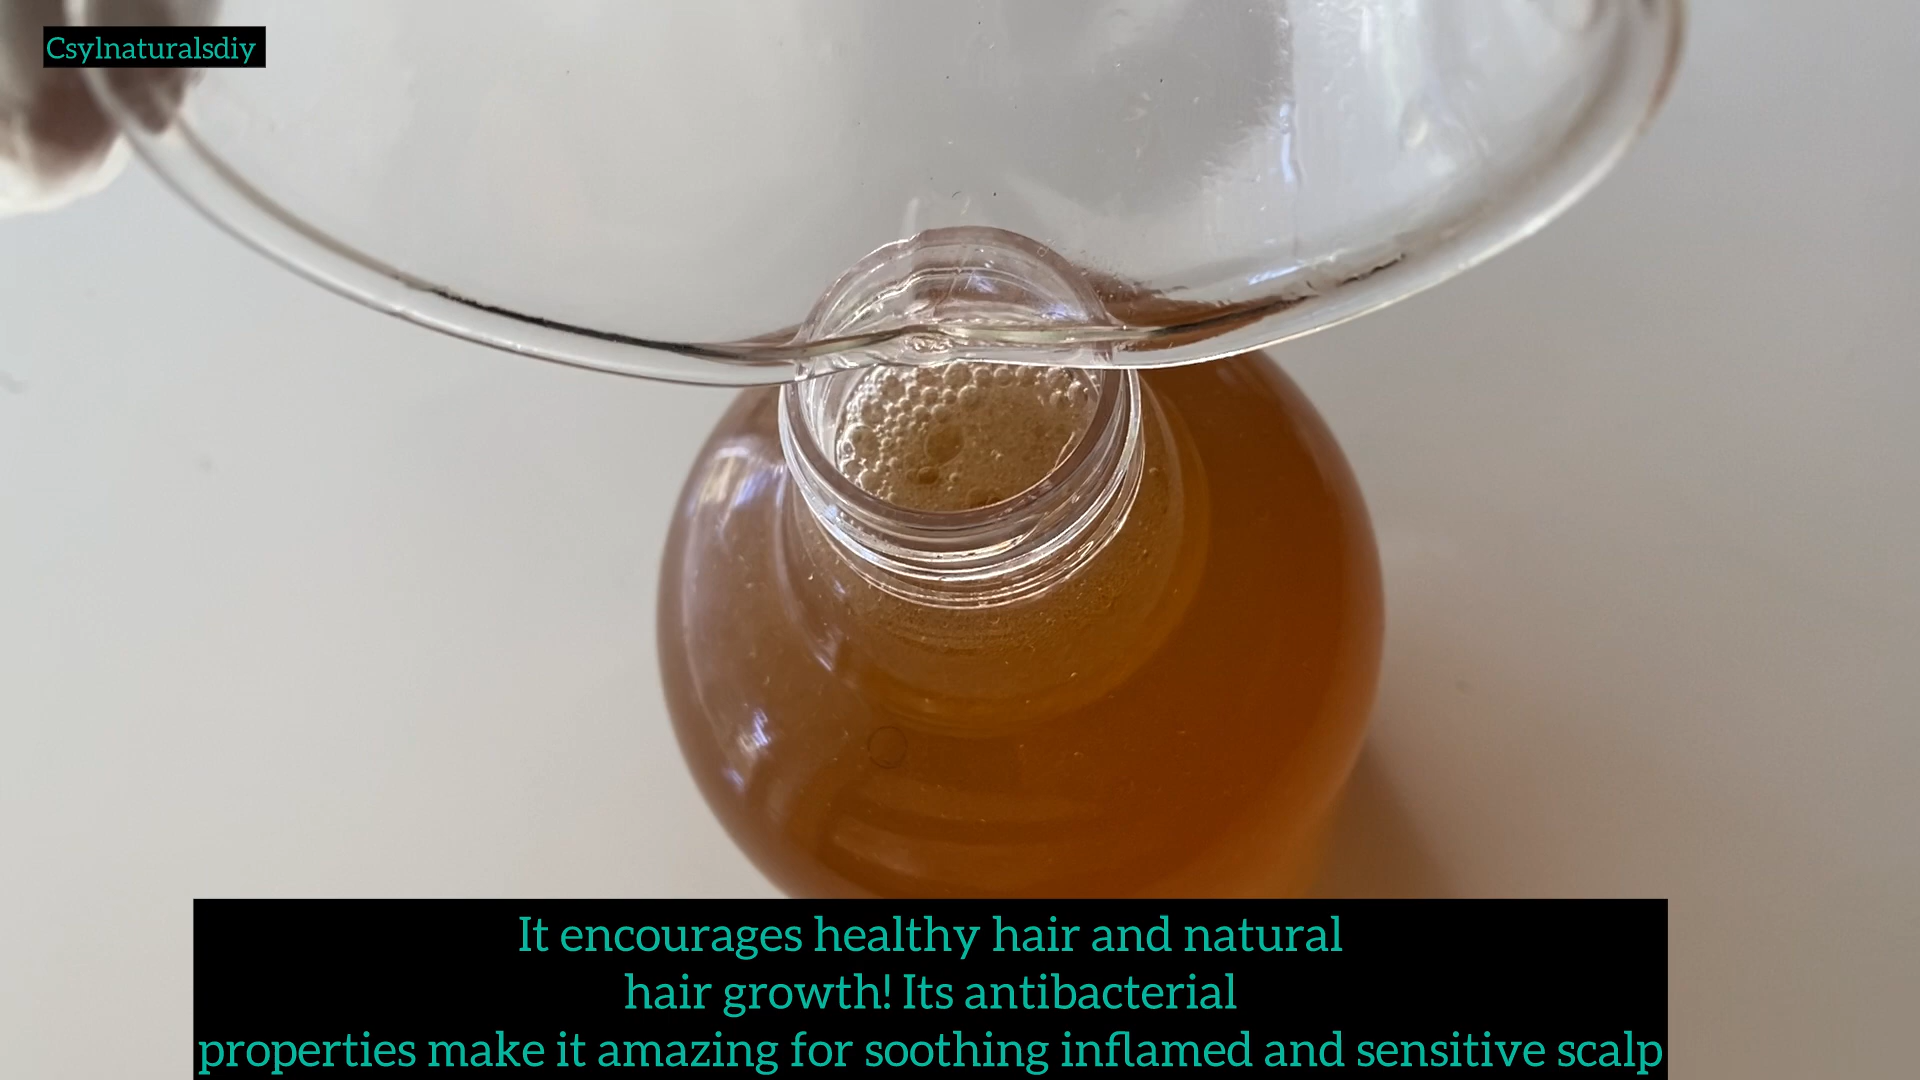 Csylnaturalsdiy
It encourages healthy hair and natural
hair growth! Its antibacterial
properties make it amazing for soothing inflamed and sensitive scalp